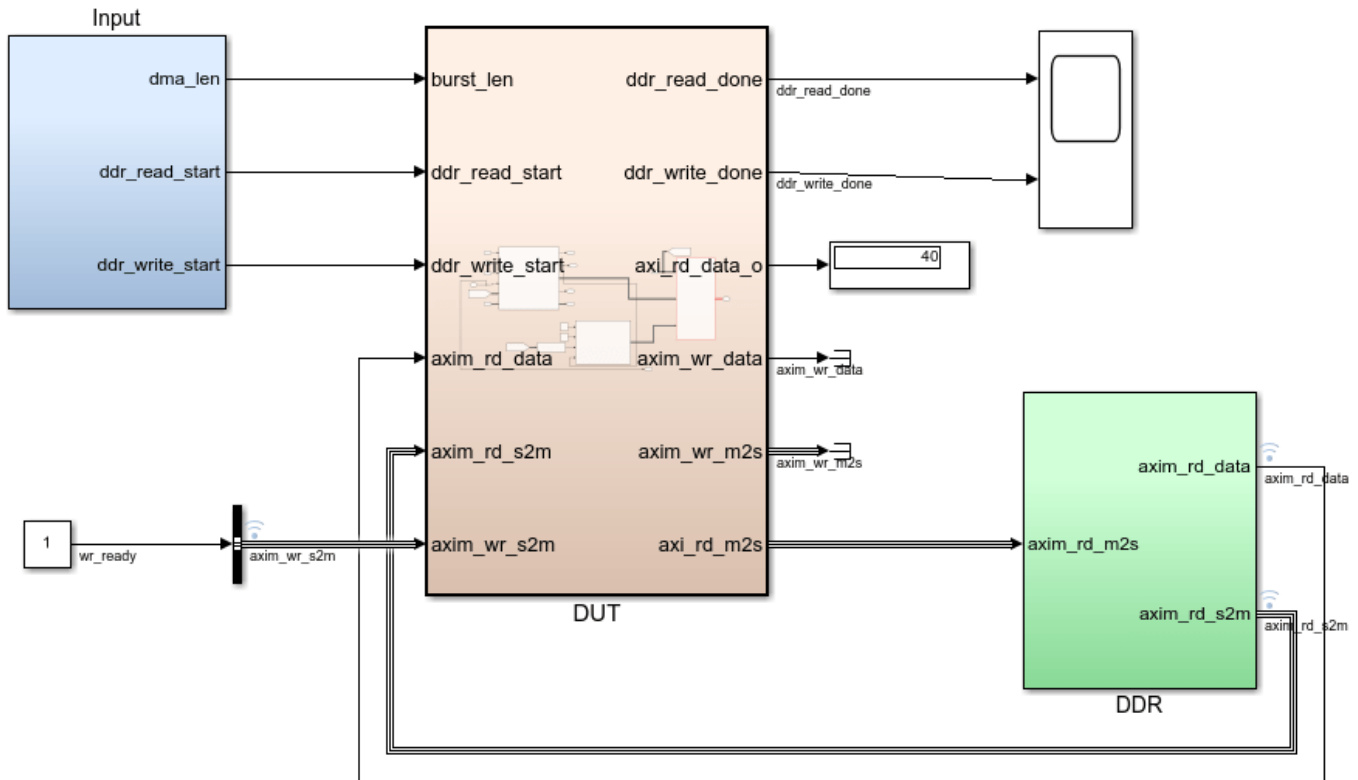 Input
dma_len
ddr_read_start
ddr_write_start
burst_len
ddr_read_start
ddr_write_start
axim_rd_data
axim_rd_s2m
axim_wr_s2m
ddr_read_done
ddr_write_done
axi_rd_data_o
axim_wr_data
axim_wr_m2s
axi_rd_m2s
DUT
ddr_read_done
ddr_write_done
40
axim_wr_data
axim_wr_m2s
1
wr_ready
axim_wr_s2m
axim_rd_m2s
axim_rd_data
axim_rd_s2m
DDR
axim_rd_data
axim_rd_s2m